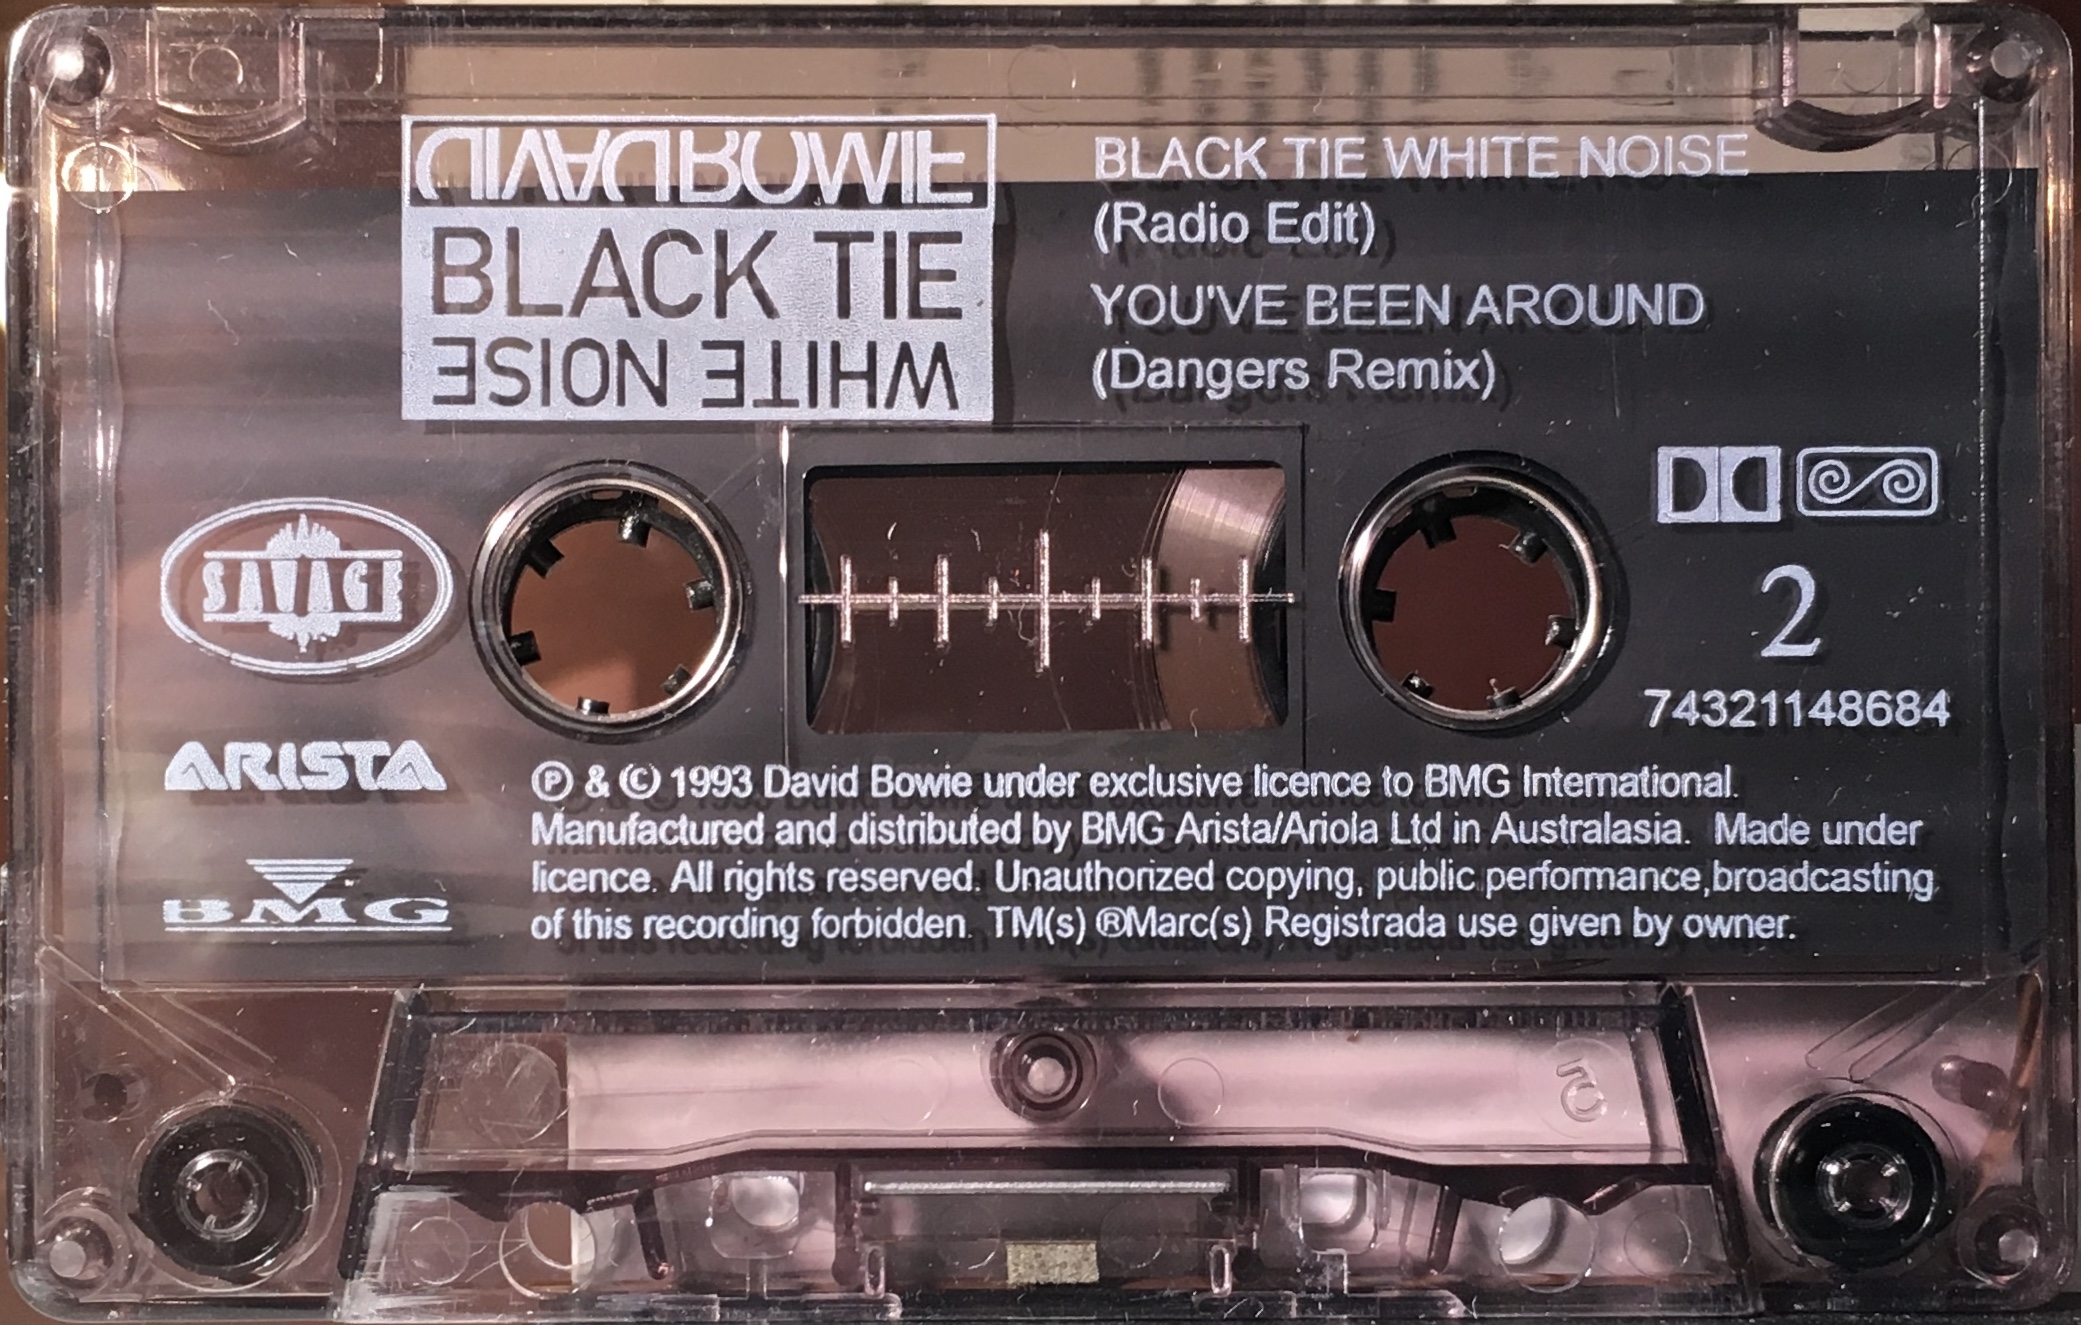 DAVID BOWIE
BLACK TIE
WHITE NOISE
BLACK TIE WHITE NOISE
(Radio Edit)
YOU'VE BEEN AROUND
(Dangers Remix)
SAVAGE
2
74321148684
ARISTA
BMG
℗ & © 1993 David Bowie under exclusive licence to BMG International.
Manufactured and distributed by BMG Arista/Ariola Ltd in Australasia. Made under
licence. All rights reserved. Unauthorized copying, public performance,broadcasting
of this recording forbidden. TM(s) ®Marc(s) Registrada use given by owner.